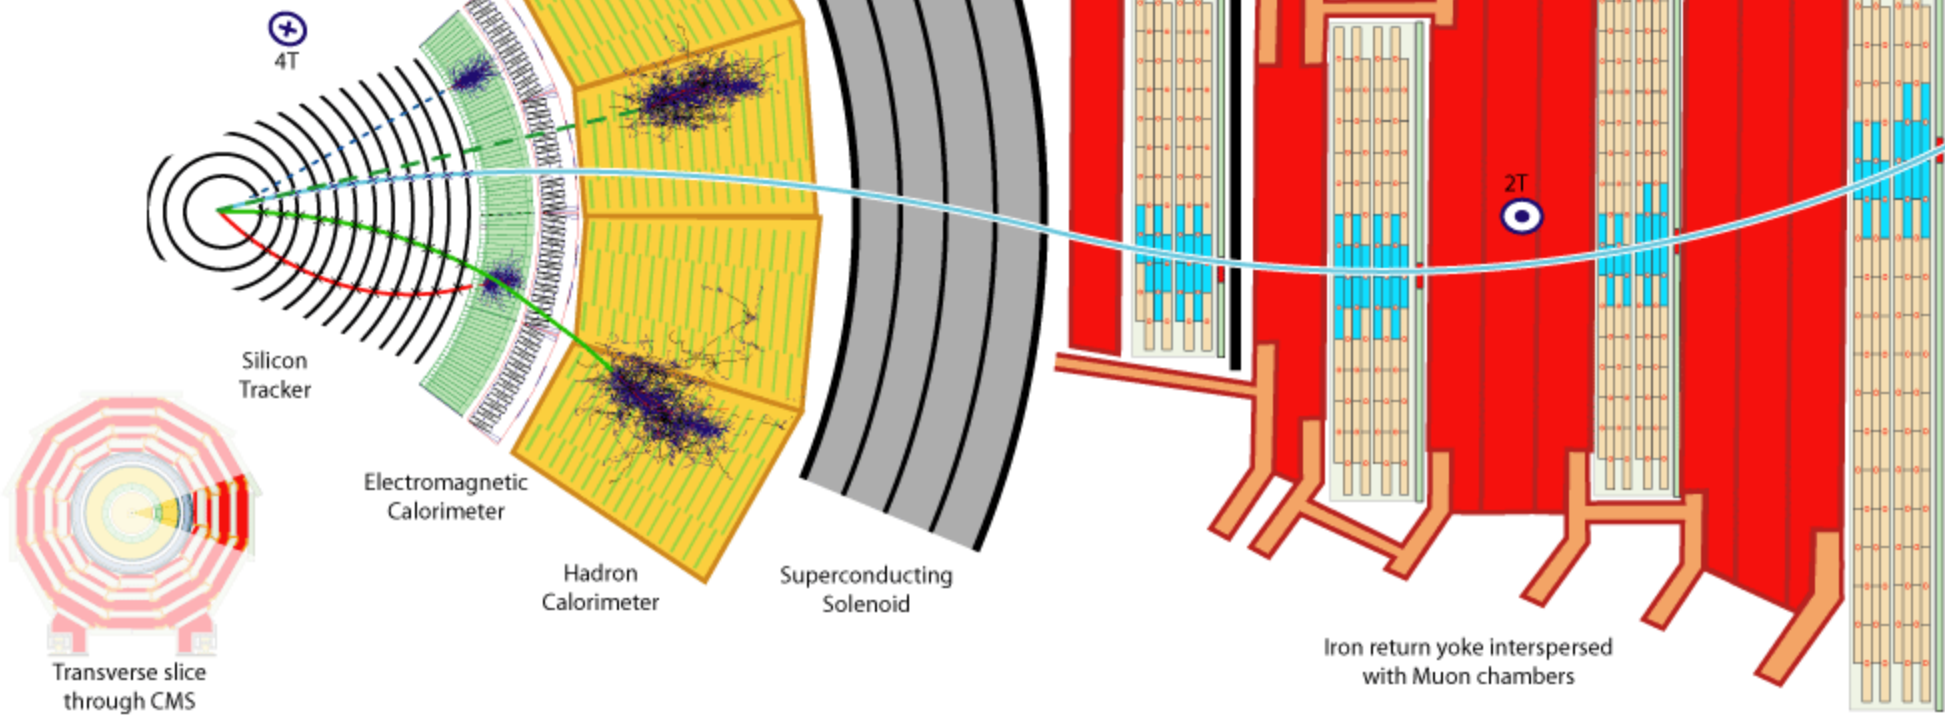 4T
2T
Silicon
Tracker
Electromagnetic
Calorimeter
Hadron
Calorimeter
Superconducting
Solenoid
Iron return yoke interspersed
with Muon chambers
Transverse slice
through CMS